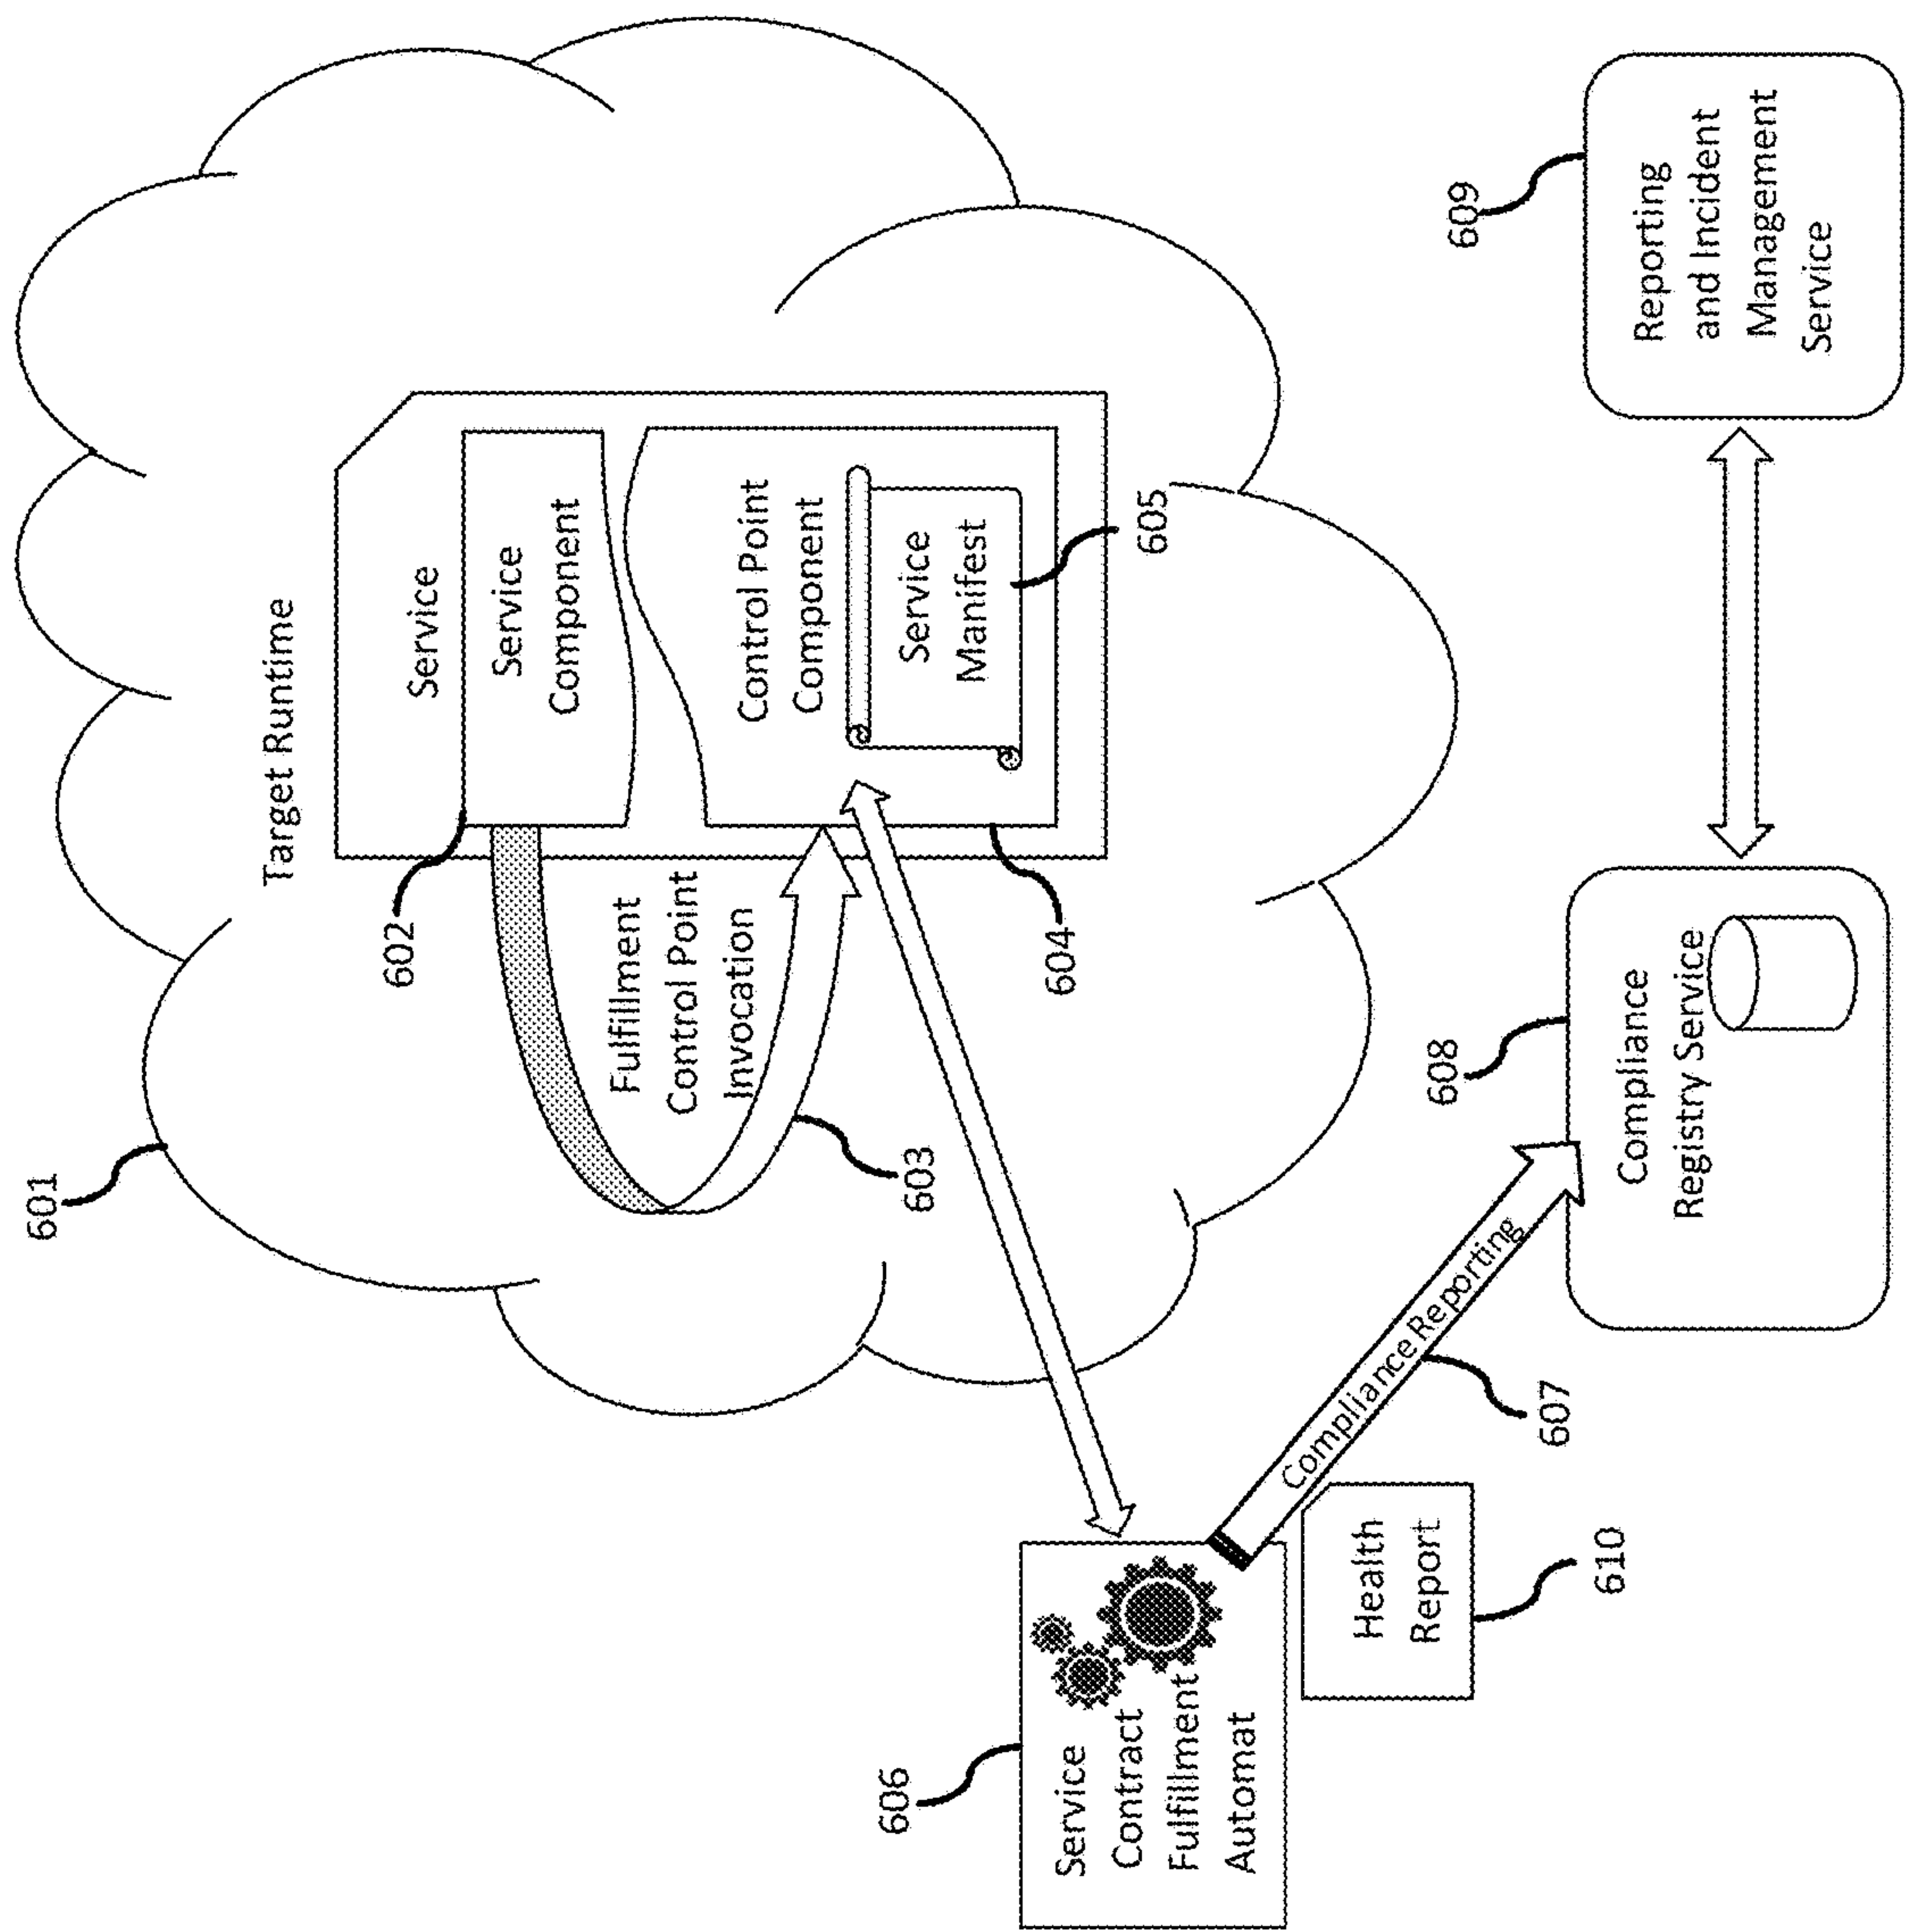 601
Target Runtime
602
Service
Service
Component
Fulfillment
Control Point
Invocation
603
Control Point
Component
Service
Manifest
604
605
606
Service
Contract
Fulfillment
Automat
Compliance Reporting
607
Health
Report
610
608
Compliance
Registry Service
609
Reporting
and Incident
Management
Service